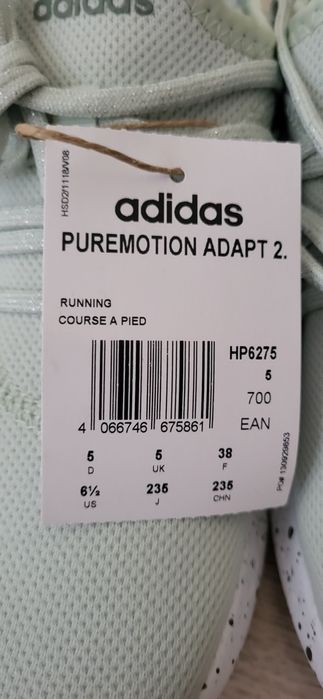 adidas
HSD2/1118/V08
adidas
PUREMOTION ADAPT 2.
RUNNING
COURSE A PIED
HP6275
5
700
EAN
4 066746 675861
5 5 38
D UK F
6½ 235 235
US J CHN
PO# 130929853